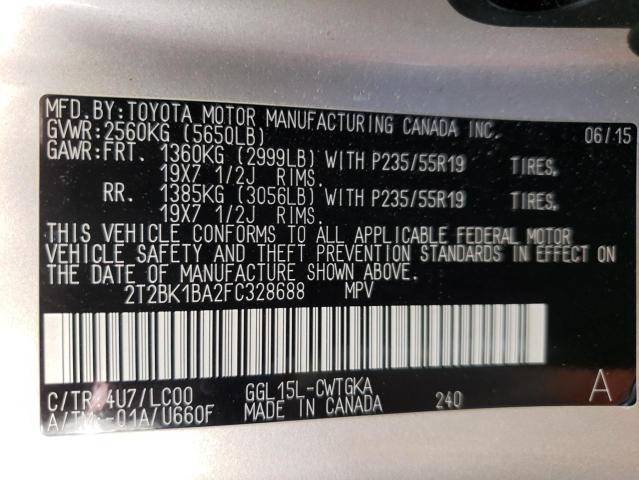 MFD.BY:TOYOTA MOTOR MANUFACTURING CANADA INC. 06/15
GVWR:2560KG (5650LB)
GAWR:FRT. 1360KG (2999LB) WITH P235/55R19 TIRES,
19X7 1/2J RIMS.
RR. 1385KG (3056LB) WITH P235/55R19 TIRES,
19X7 1/2J RIMS.
THIS VEHICLE CONFORMS TO ALL APPLICABLE FEDERAL MOTOR
VEHICLE SAFETY AND THEFT PREVENTION STANDARDS IN EFFECT ON
THE DATE OF MANUFACTURE SHOWN ABOVE.
2T2BK1BA2FC328688 MPV
C/TR:4U7/LC00 GGL15L-CWTGKA A
A/TM:-01A/U660F MADE IN CANADA 240